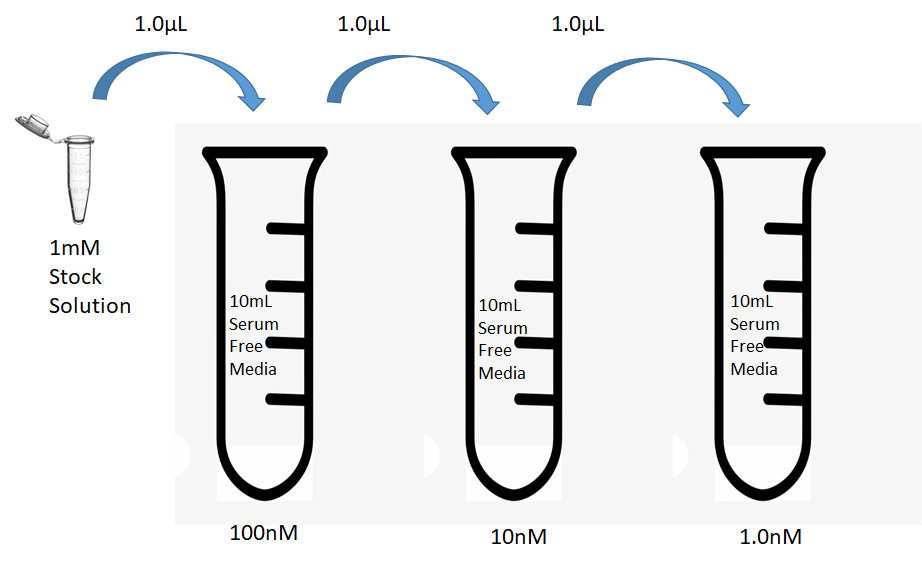 1.0µL
1.0µL
1.0µL
1mM
Stock
Solution
10mL
Serum
Free
Media
10mL
Serum
Free
Media
10mL
Serum
Free
Media
100nM
10nM
1.0nM